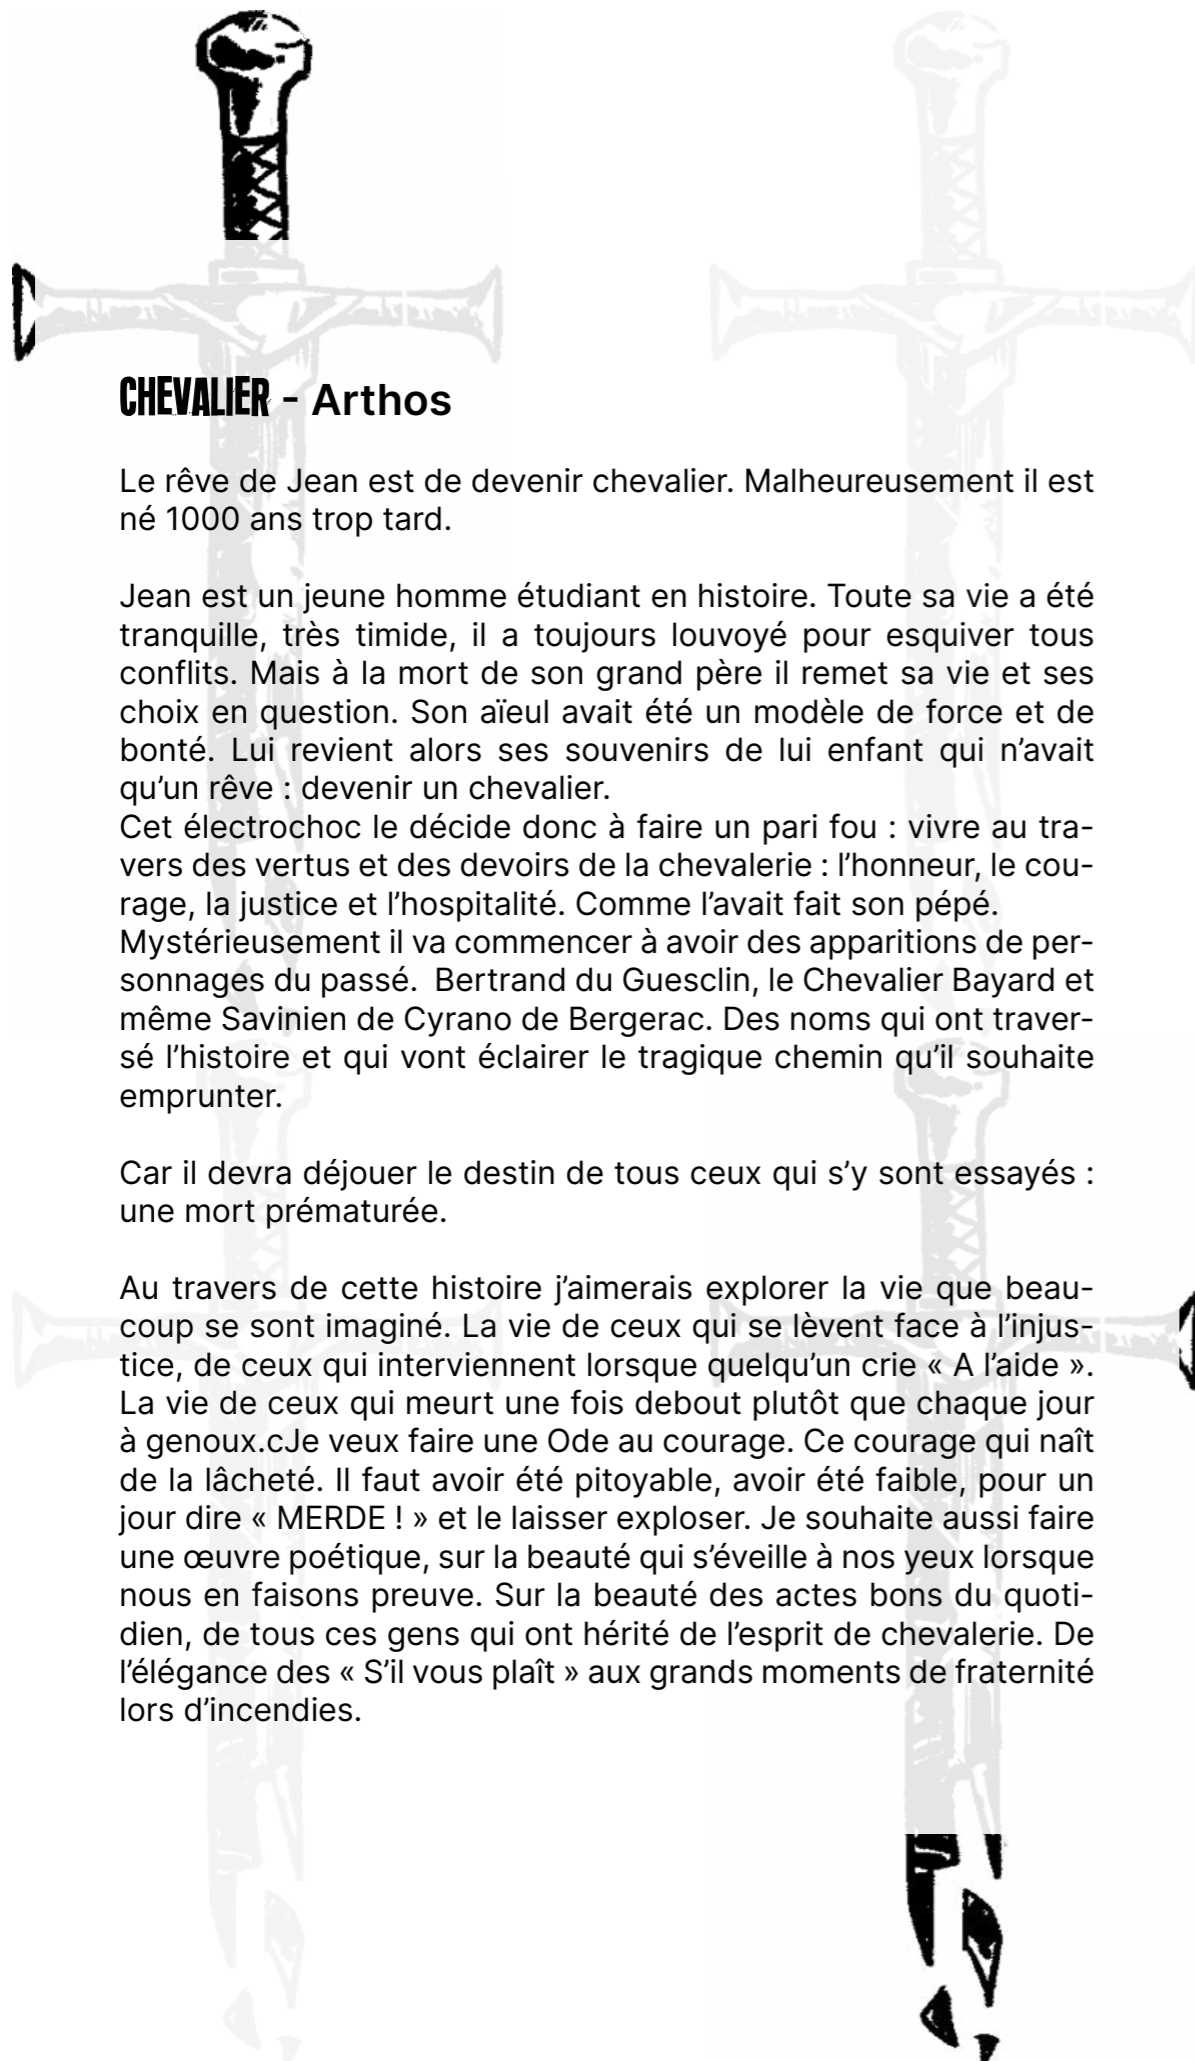 CHEVALIER - Arthos
Le rêve de Jean est de devenir chevalier. Malheureusement il est
né 1000 ans trop tard.
Jean est un jeune homme étudiant en histoire. Toute sa vie a été
tranquille, très timide, il a toujours louvoyé pour esquiver tous
conflits. Mais à la mort de son grand père il remet sa vie et ses
choix en question. Son aïeul avait été un modèle de force et de
bonté. Lui revient alors ses souvenirs de lui enfant qui n’avait
qu’un rêve : devenir un chevalier.
Cet électrochoc le décide donc à faire un pari fou : vivre au tra-
vers des vertus et des devoirs de la chevalerie : l’honneur, le cou-
rage, la justice et l’hospitalité. Comme l’avait fait son pépé.
Mystérieusement il va commencer à avoir des apparitions de per-
sonnages du passé.  Bertrand du Guesclin, le Chevalier Bayard et
même Savinien de Cyrano de Bergerac. Des noms qui ont traver-
sé l’histoire et qui vont éclairer le tragique chemin qu’il souhaite
emprunter.
Car il devra déjouer le destin de tous ceux qui s’y sont essayés :
une mort prématurée.
Au travers de cette histoire j’aimerais explorer la vie que beau-
coup se sont imaginé. La vie de ceux qui se lèvent face à l’injus-
tice, de ceux qui interviennent lorsque quelqu’un crie « A l’aide ».
La vie de ceux qui meurt une fois debout plutôt que chaque jour
à genoux.cJe veux faire une Ode au courage. Ce courage qui naît
de la lâcheté. Il faut avoir été pitoyable, avoir été faible, pour un
jour dire « MERDE ! » et le laisser exploser. Je souhaite aussi faire
une œuvre poétique, sur la beauté qui s’éveille à nos yeux lorsque
nous en faisons preuve. Sur la beauté des actes bons du quoti-
dien, de tous ces gens qui ont hérité de l’esprit de chevalerie. De
l’élégance des « S’il vous plaît » aux grands moments de fraternité
lors d’incendies.